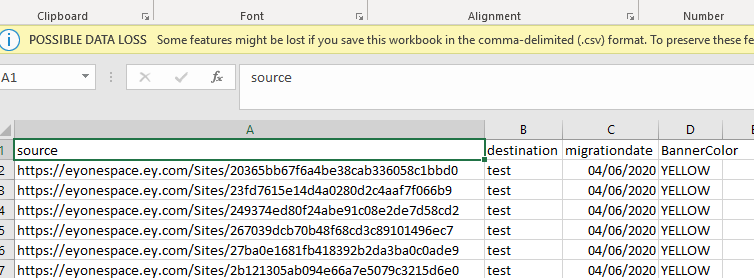 Clipboard Font Alignment Number
POSSIBLE DATA LOSS Some features might be lost if you save this workbook in the comma-delimited (.csv) format. To preserve these fe
A1 fx source
A B C D
1 source destination migrationdate BannerColor
2 https://eyonespace.ey.com/Sites/20365bb67f6a4be38cab336058c1bbd0 test 04/06/2020 YELLOW
3 https://eyonespace.ey.com/Sites/23fd7615e14d4a0280d2c4aaf7f066b9 test 04/06/2020 YELLOW
4 https://eyonespace.ey.com/Sites/249374ed80f24abe91c08e2de7d58cd2 test 04/06/2020 YELLOW
5 https://eyonespace.ey.com/Sites/267039dcb70b48f68cd3c89101496ec7 test 04/06/2020 YELLOW
6 https://eyonespace.ey.com/Sites/27ba0e1681fb418392b2da3ba0c0ade9 test 04/06/2020 YELLOW
7 https://eyonespace.ey.com/Sites/2b121305ab094e66a7e5079c3215d6e0 test 04/06/2020 YELLOW